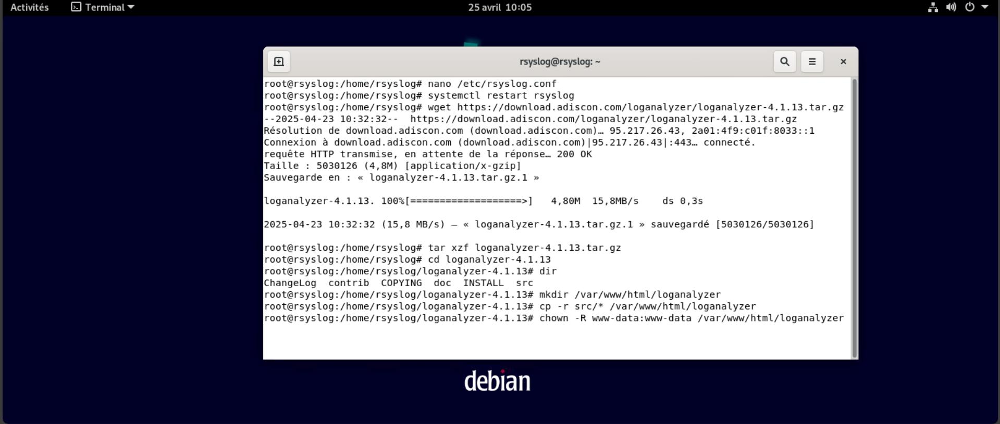 Activités Terminal 25 avril 10:05
rsyslog@rsyslog: ~
root@rsyslog:/home/rsyslog# nano /etc/rsyslog.conf
root@rsyslog:/home/rsyslog# systemctl restart rsyslog
root@rsyslog:/home/rsyslog# wget https://download.adiscon.com/loganalyzer/loganalyzer-4.1.13.tar.gz
--2025-04-23 10:32:32--  https://download.adiscon.com/loganalyzer/loganalyzer-4.1.13.tar.gz
Résolution de download.adiscon.com (download.adiscon.com)… 95.217.26.43, 2a01:4f9:c01f:8033::1
Connexion à download.adiscon.com (download.adiscon.com)|95.217.26.43|:443… connecté.
requête HTTP transmise, en attente de la réponse… 200 OK
Taille : 5030126 (4,8M) [application/x-gzip]
Sauvegarde en : « loganalyzer-4.1.13.tar.gz.1 »
loganalyzer-4.1.13. 100%[===================>]   4,80M  15,8MB/s    ds 0,3s
2025-04-23 10:32:32 (15,8 MB/s) — « loganalyzer-4.1.13.tar.gz.1 » sauvegardé [5030126/5030126]
root@rsyslog:/home/rsyslog# tar xzf loganalyzer-4.1.13.tar.gz
root@rsyslog:/home/rsyslog# cd loganalyzer-4.1.13
root@rsyslog:/home/rsyslog/loganalyzer-4.1.13# dir
ChangeLog  contrib  COPYING  doc  INSTALL  src
root@rsyslog:/home/rsyslog/loganalyzer-4.1.13# mkdir /var/www/html/loganalyzer
root@rsyslog:/home/rsyslog/loganalyzer-4.1.13# cp -r src/* /var/www/html/loganalyzer
root@rsyslog:/home/rsyslog/loganalyzer-4.1.13# chown -R www-data:www-data /var/www/html/loganalyzer
debian